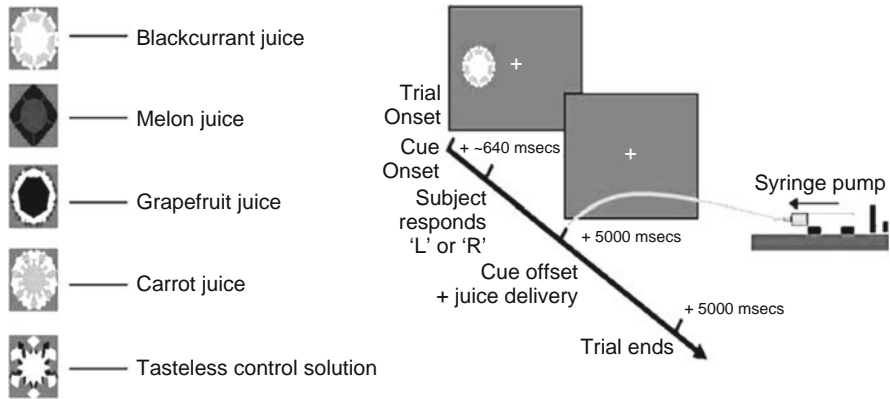 Blackcurrant juice
Melon juice
Grapefruit juice
Carrot juice
Tasteless control solution
Trial
Onset
Cue
Onset
+ ~640 msecs
Subject
responds
‘L’ or ‘R’
+ 5000 msecs
Cue offset
+ juice delivery
+ 5000 msecs
Trial ends
Syringe pump